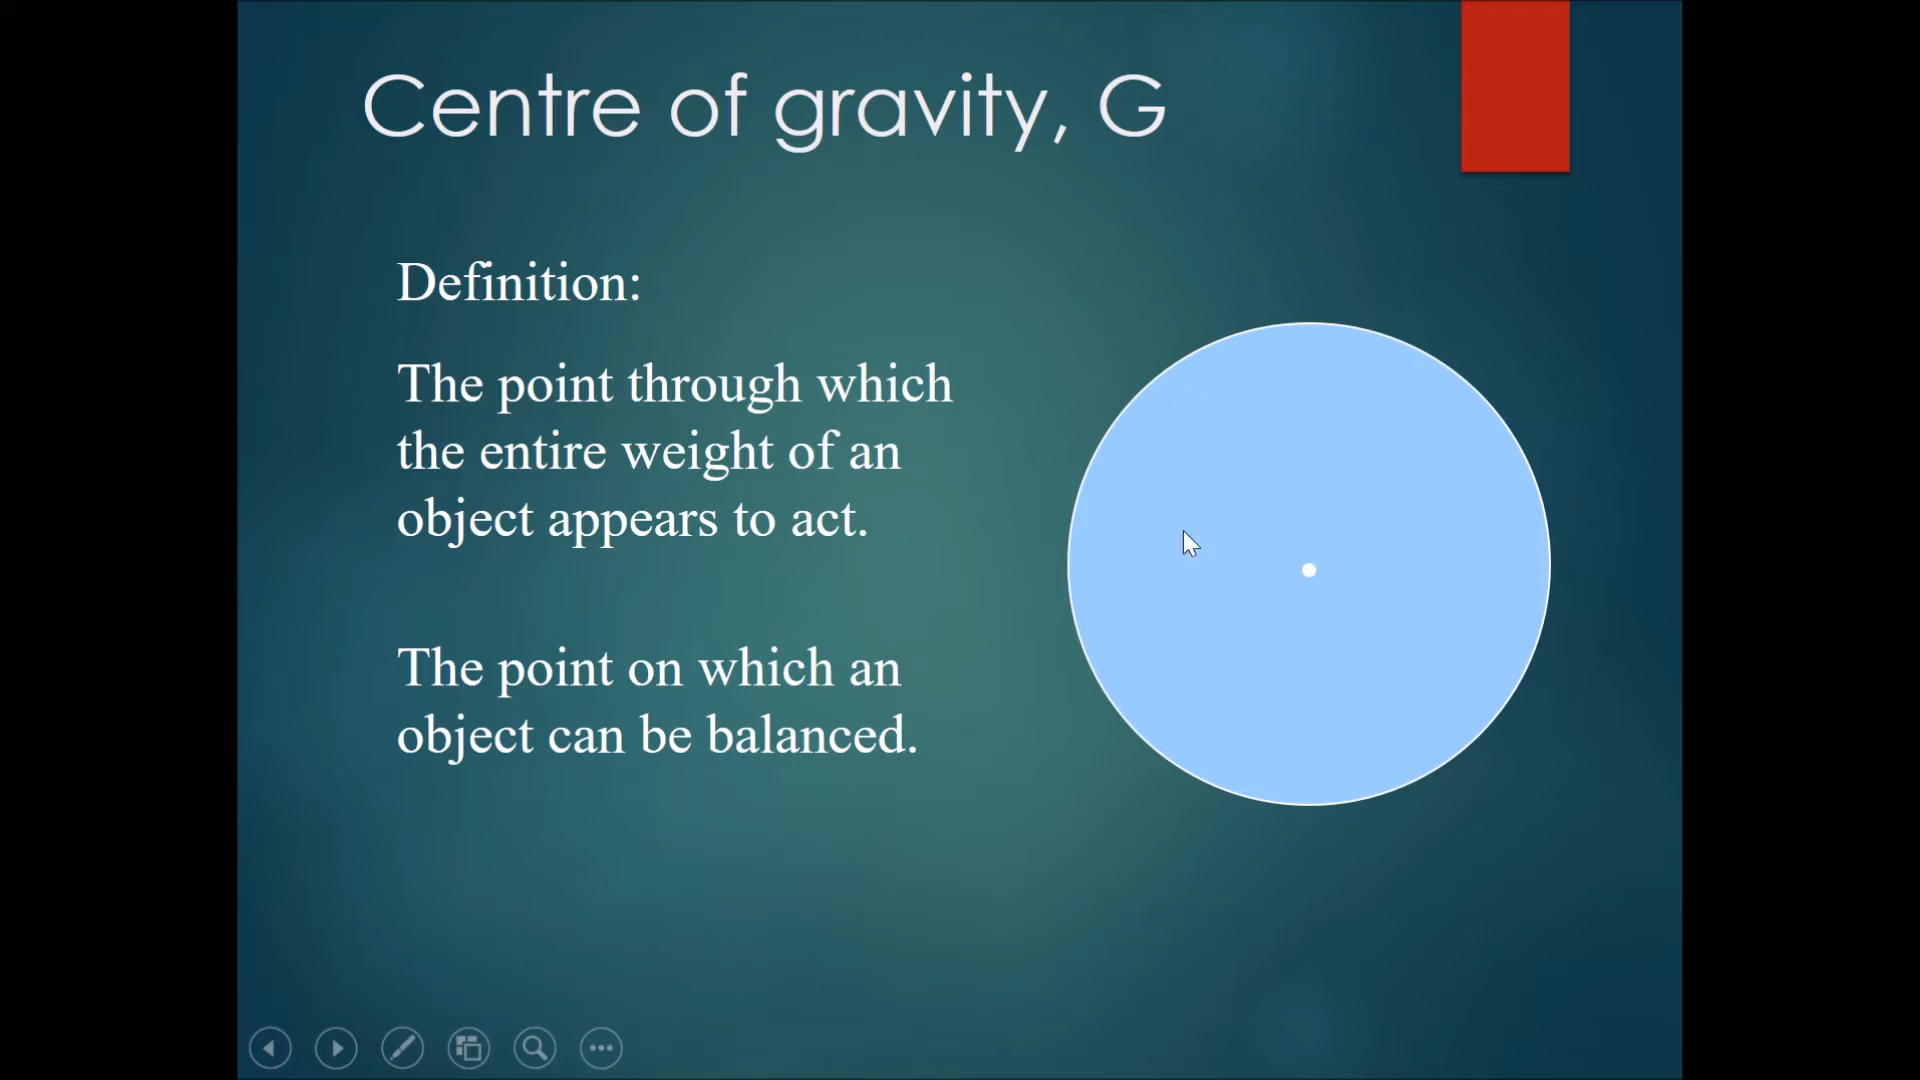 Centre of gravity, G
Definition:
The point through which
the entire weight of an
object appears to act.
The point on which an
object can be balanced.